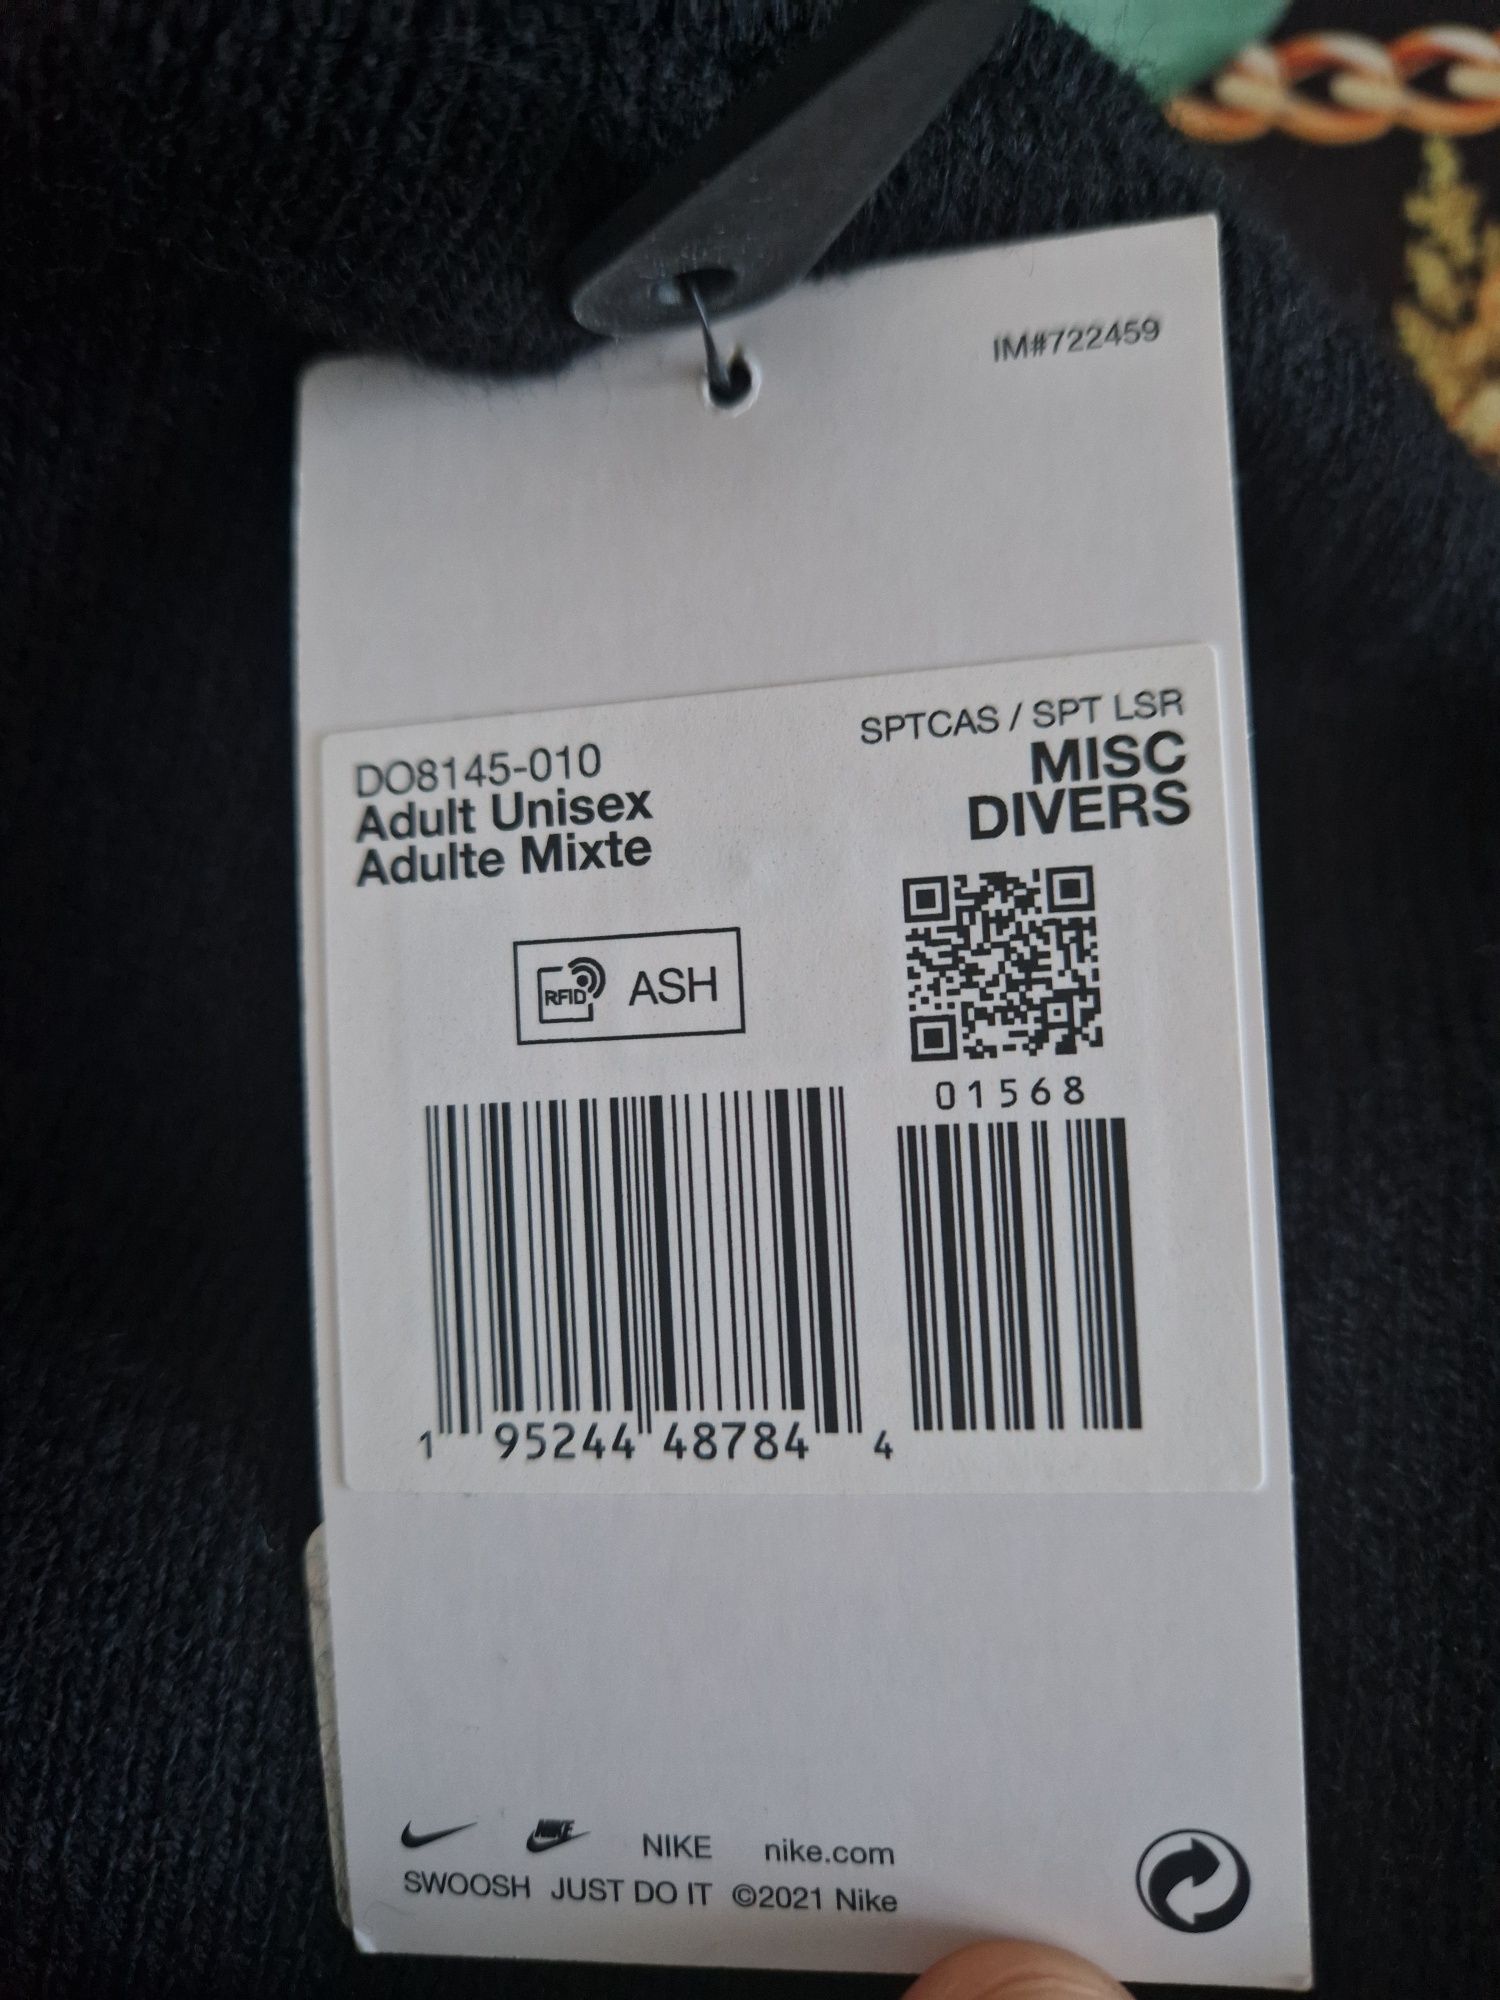 IM#722459
SPTCAS / SPT LSR
MISC
DIVERS
DO8145-010
Adult Unisex
Adulte Mixte
RFID ASH
01568
1 95244 48784 4
NIKE NIKE nike.com
SWOOSH JUST DO IT ©2021 Nike